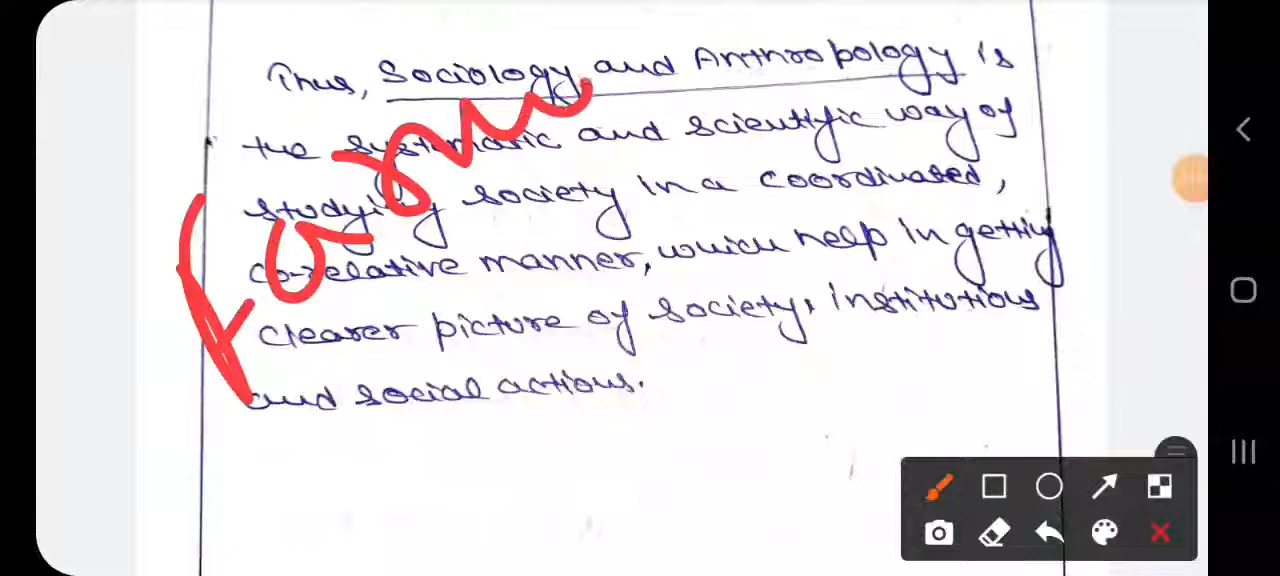 Thus, Sociology and Anthropology is
the systematic and scientific way of
studying society in a coordinated,
co-relative manner, which help in getting
clearer picture of society, institutions
and social actions.